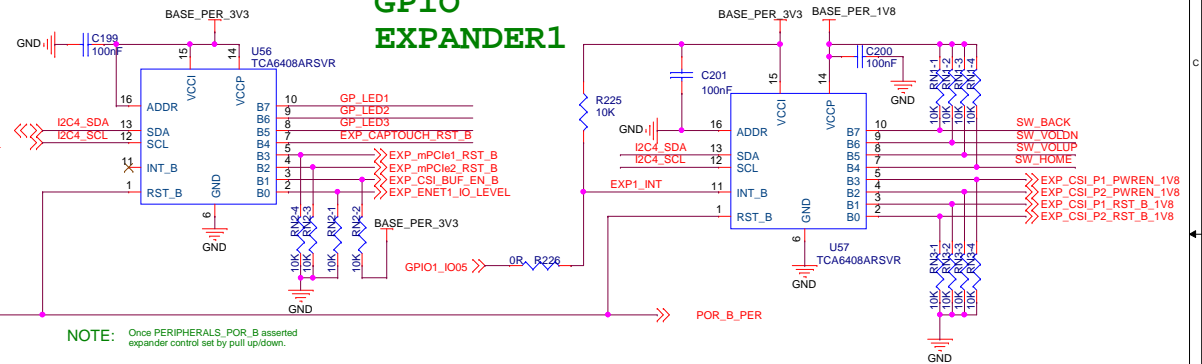 GPIO
EXPANDER1
BASE_PER_3V3
GND
C199
100nF
15
14
U56
TCA6408ARSVR
VCCI
VCCP
16
ADDR
I2C4_SDA
13
SDA
I2C4_SCL
12
SCL
11
INT_B
1
RST_B
GND
6
GND
B7
10
GP_LED1
B6
9
GP_LED2
B5
8
GP_LED3
B4
7
EXP_CAPTOUCH_RST_B
B3
5
EXP_mPCIe1_RST_B
B2
4
EXP_mPCIe2_RST_B
B1
3
EXP_CSI_BUF_EN_B
B0
2
EXP_ENET1_IO_LEVEL
10K RN2-4
10K RN2-3
10K RN2-1
10K RN2-2
BASE_PER_3V3
GND
BASE_PER_3V3
BASE_PER_1V8
C201
100nF
R225
10K
GND
15
14
C200
100nF
GND
VCCI
VCCP
16
ADDR
I2C4_SDA
13
SDA
I2C4_SCL
12
SCL
EXP1_INT
11
INT_B
1
RST_B
GND
6
GND
U57
TCA6408ARSVR
B7
10
SW_BACK
B6
9
SW_VOLDN
B5
8
SW_VOLUP
B4
7
SW_HOME
B3
5
EXP_CSI_P1_PWREN_1V8
B2
4
EXP_CSI_P2_PWREN_1V8
B1
3
EXP_CSI_P1_RST_B_1V8
B0
2
EXP_CSI_P2_RST_B_1V8
10K RN1-1
10K RN1-2
10K RN1-3
10K RN1-4
10K RN3-1
10K RN3-2
10K RN3-3
10K RN3-4
GND
GPIO1_IO05
0R R226
POR_B_PER
NOTE: Once PERIPHERALS_POR_B asserted
expander control set by pull up/down.
C